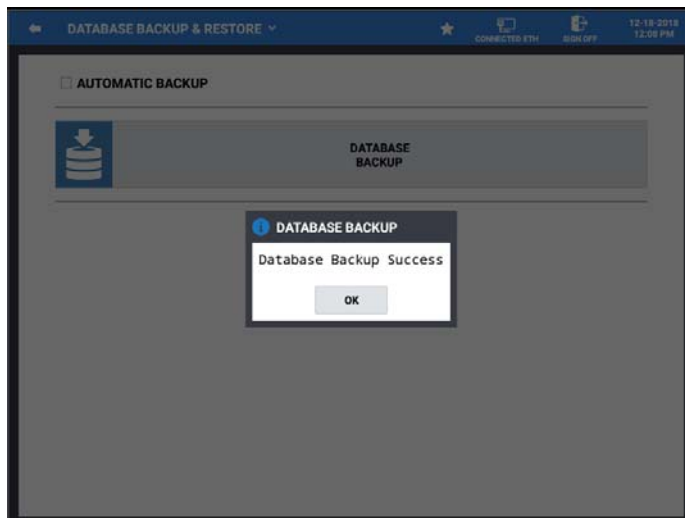 DATABASE BACKUP & RESTORE
CONNECTED ETH
SIGN OFF
12-18-2018
12:08 PM
AUTOMATIC BACKUP
DATABASE
BACKUP
DATABASE BACKUP
Database Backup Success
OK